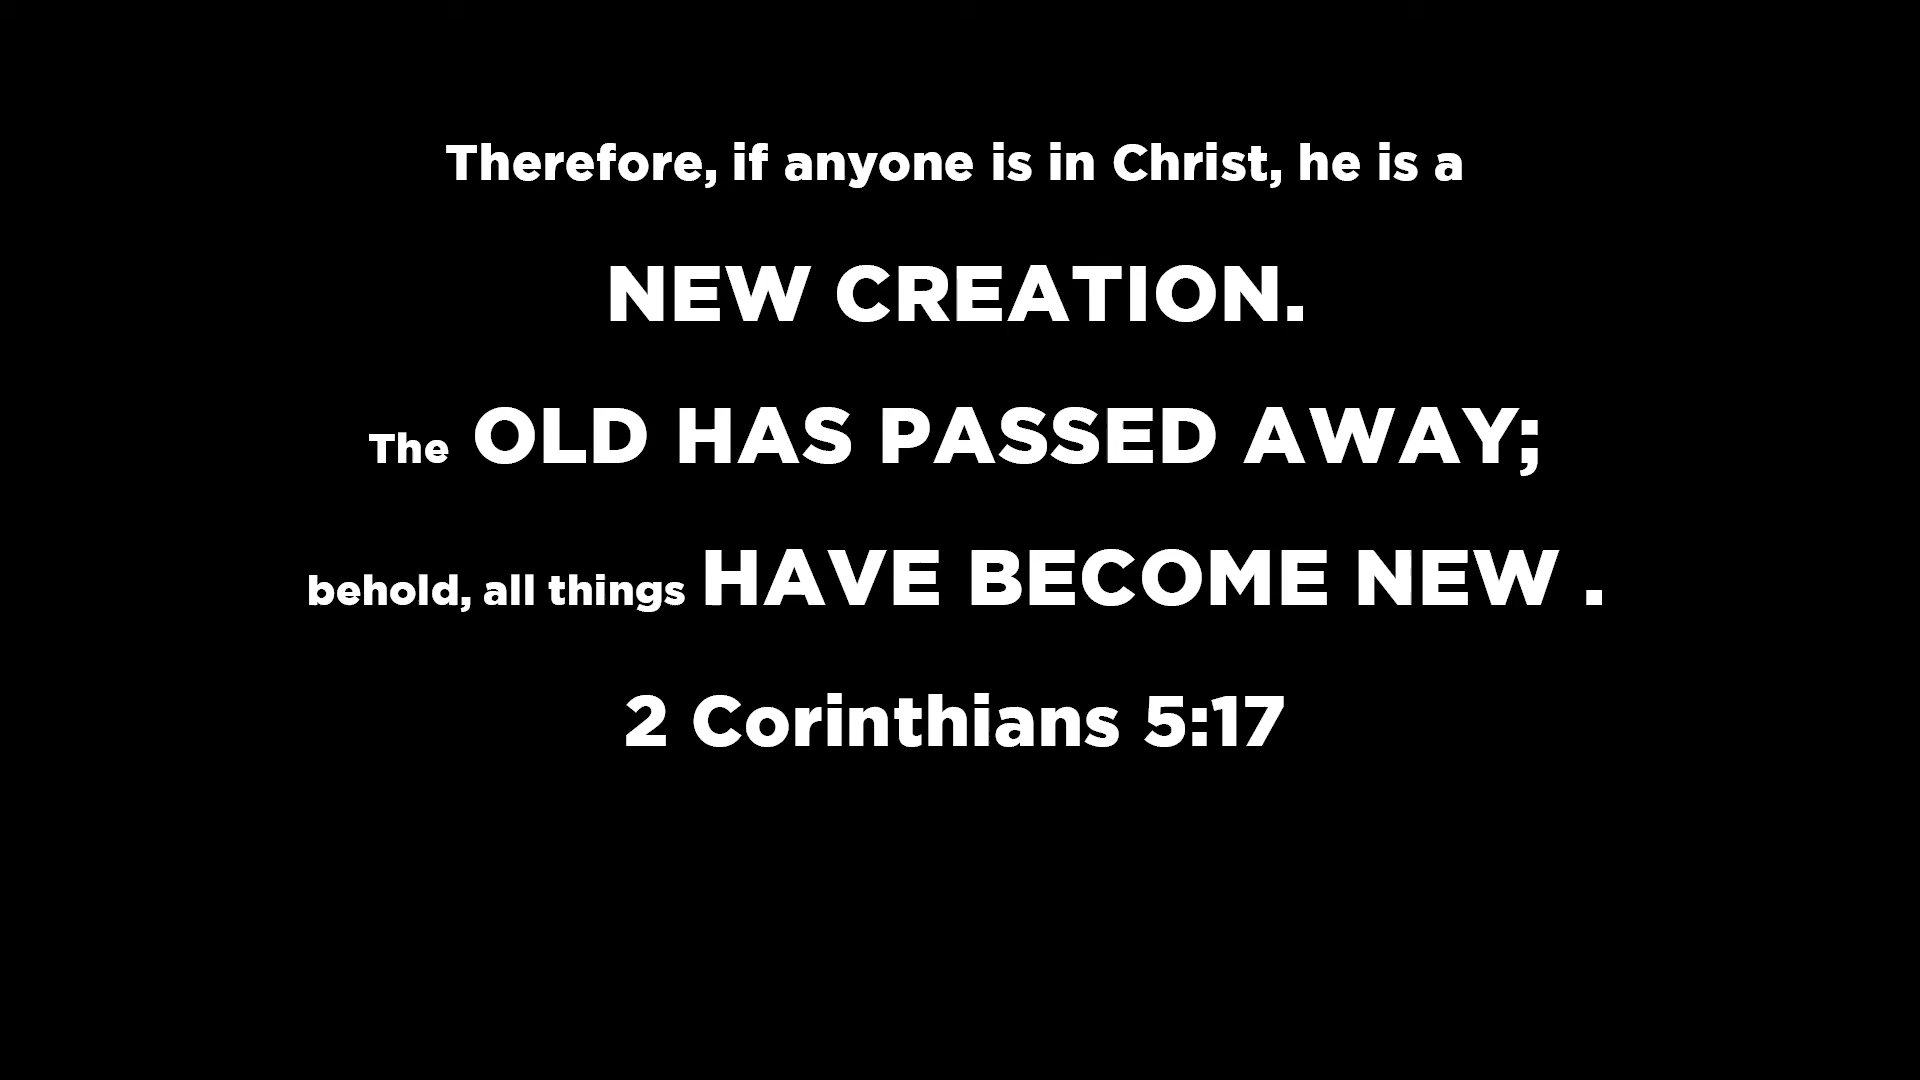 Therefore, if anyone is in Christ, he is a
NEW CREATION.
The OLD HAS PASSED AWAY;
behold, all things HAVE BECOME NEW .
2 Corinthians 5:17